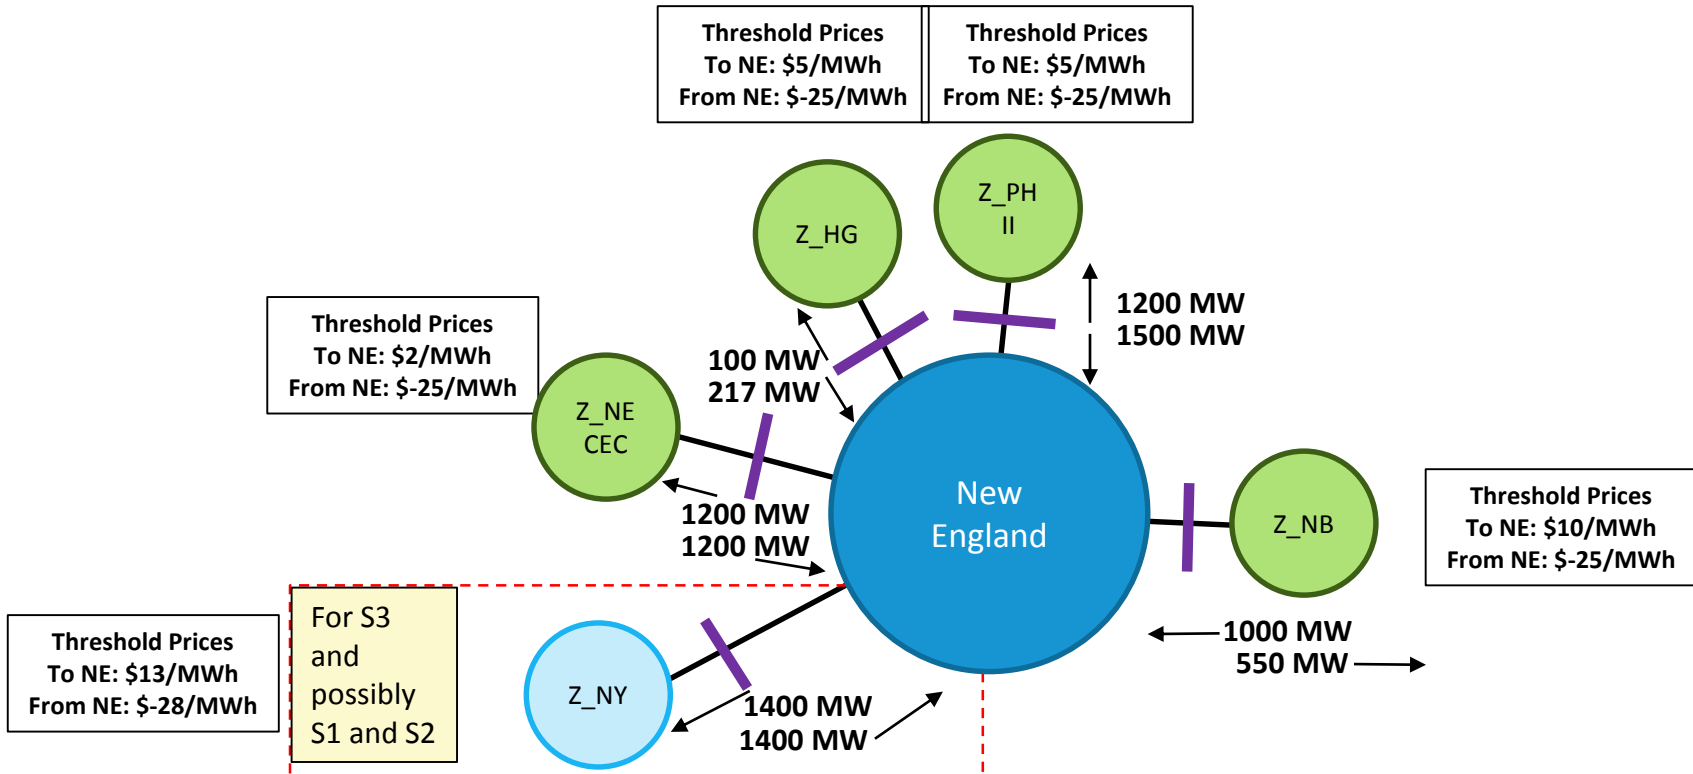 Threshold Prices
To NE: $5/MWh
From NE: $-25/MWh
Threshold Prices
To NE: $5/MWh
From NE: $-25/MWh
Z_PH
II
Z_HG
1200 MW
1500 MW
Threshold Prices
To NE: $2/MWh
From NE: $-25/MWh
100 MW
217 MW
Z_NE
CEC
New
England
1200 MW
1200 MW
Z_NB
Threshold Prices
To NE: $10/MWh
From NE: $-25/MWh
1000 MW
550 MW
Threshold Prices
To NE: $13/MWh
From NE: $-28/MWh
For S3
and
possibly
S1 and S2
Z_NY
1400 MW
1400 MW